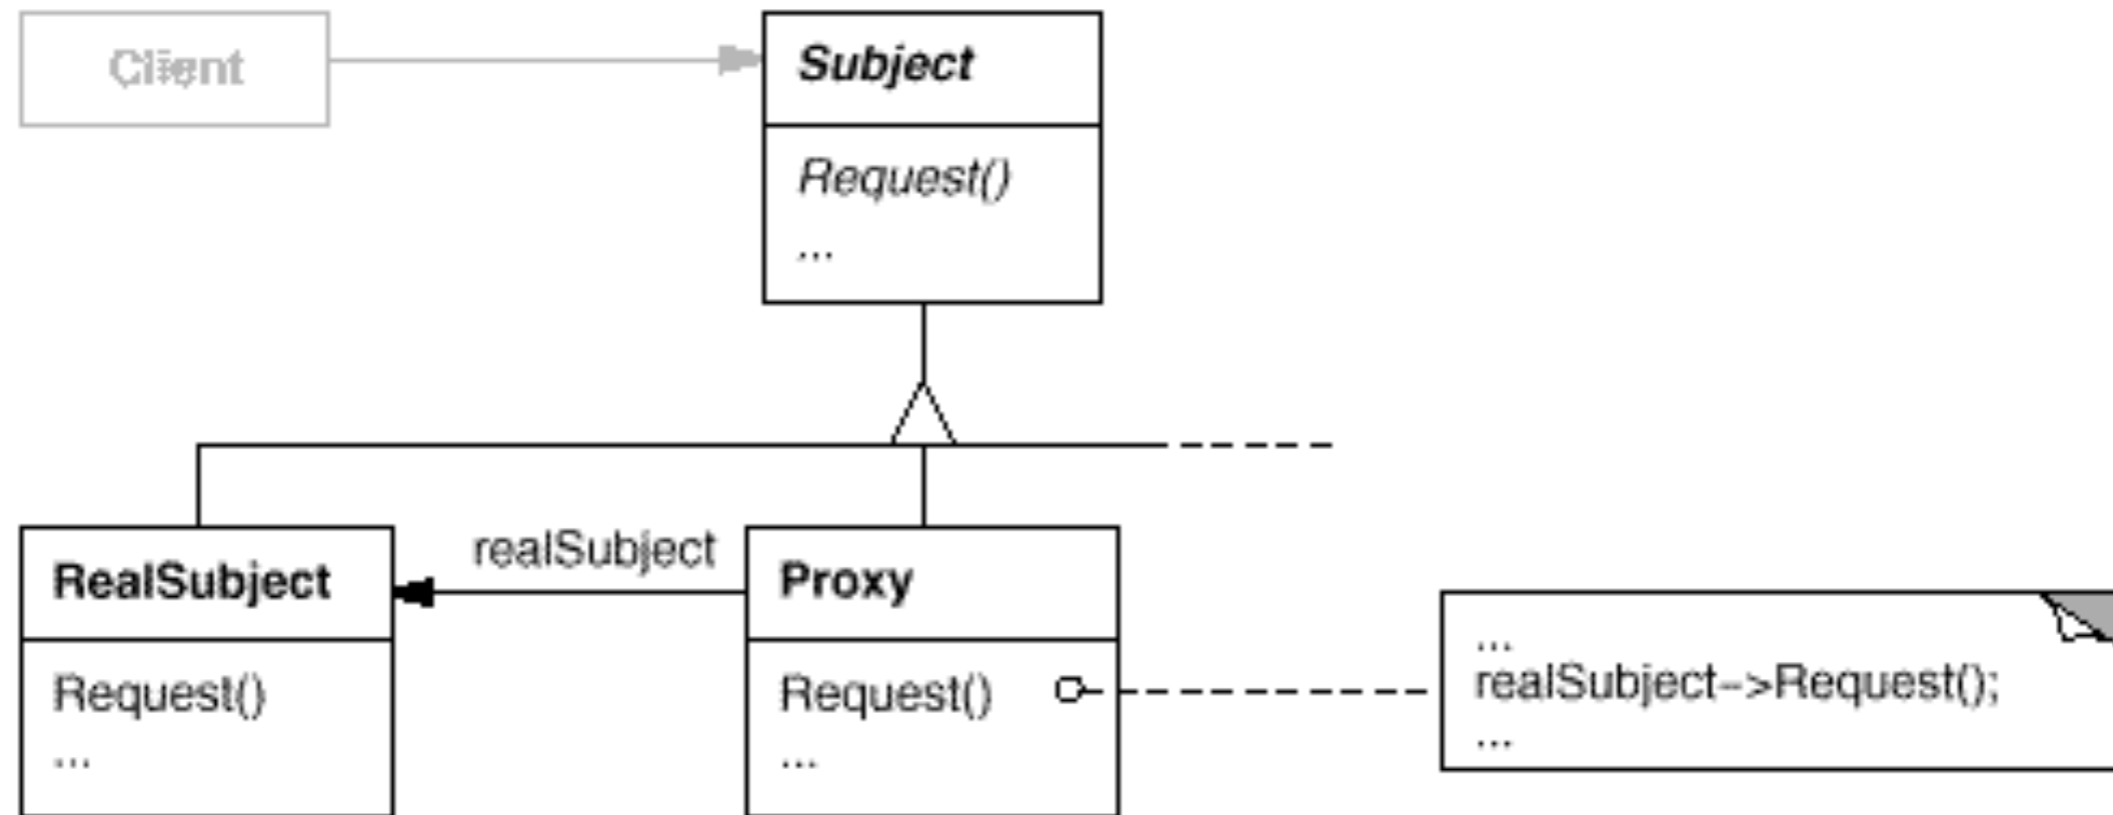 Client
Subject
Request()
...
realSubject
RealSubject
Proxy
Request()
...
Request()
...
...
realSubject->Request();
...